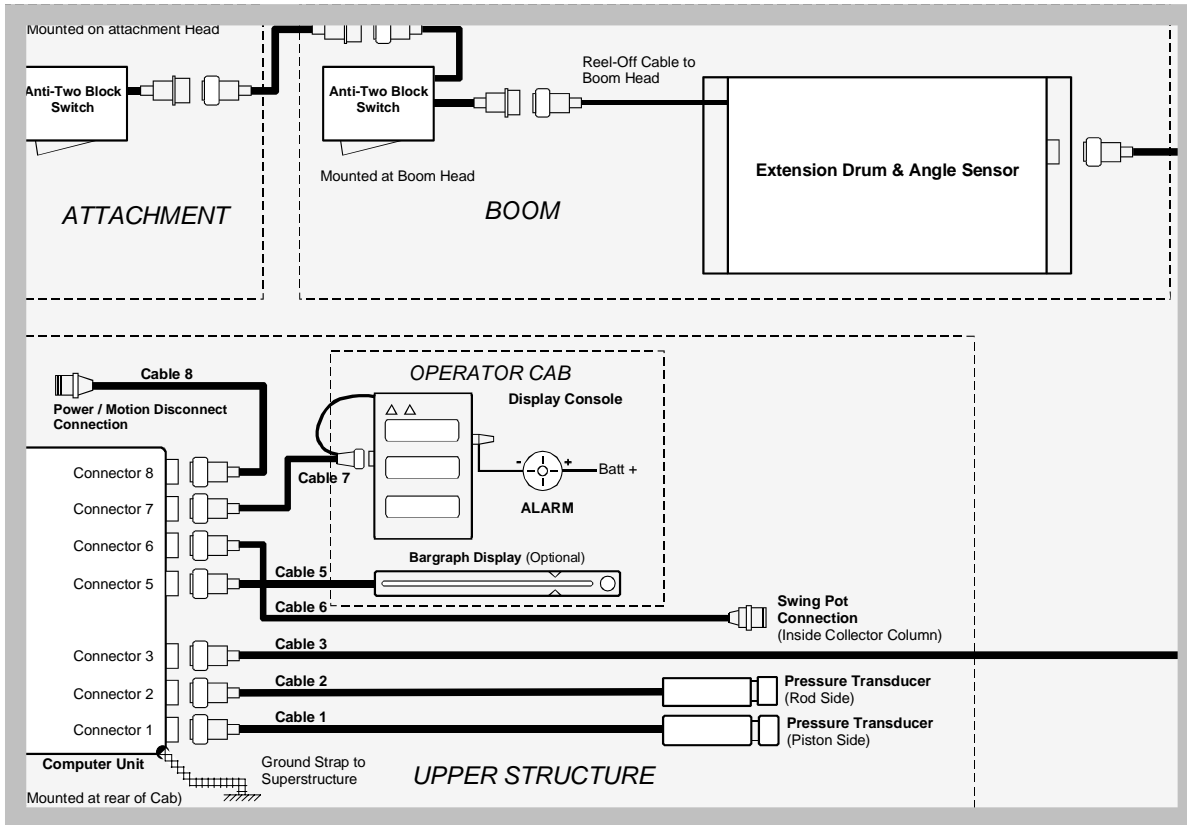 Mounted on attachment Head
Reel-Off Cable to
Boom Head
Anti-Two Block
Switch
Anti-Two Block
Switch
Extension Drum & Angle Sensor
Mounted at Boom Head
ATTACHMENT
BOOM
OPERATOR CAB
Cable 8
Display Console
Power / Motion Disconnect
Connection
Connector 8
Cable 7
- +
Batt +
Connector 7
ALARM
Connector 6
Bargraph Display (Optional)
Connector 5
Cable 5
Cable 6
Swing Pot
Connection
(Inside Collector Column)
Connector 3
Cable 3
Connector 2
Cable 2
Pressure Transducer
(Rod Side)
Connector 1
Cable 1
Pressure Transducer
(Piston Side)
Computer Unit
Ground Strap to
Superstructure
UPPER STRUCTURE
Mounted at rear of Cab)